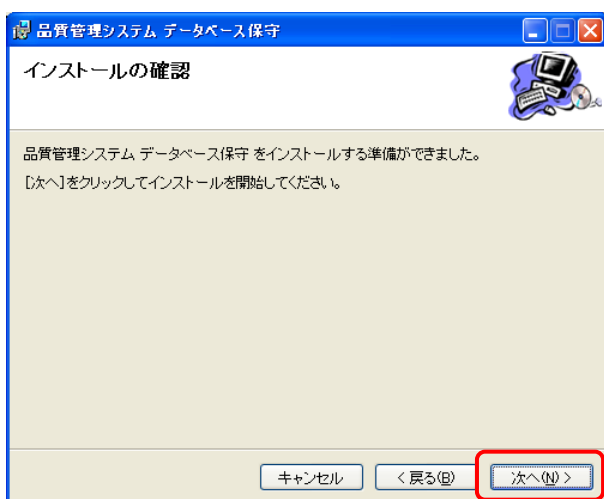 品質管理システム データベース保守
インストールの確認
品質管理システム データベース保守 をインストールする準備ができました。
[次へ]をクリックしてインストールを開始してください。
キャンセル < 戻る(B) 次へ(N) >